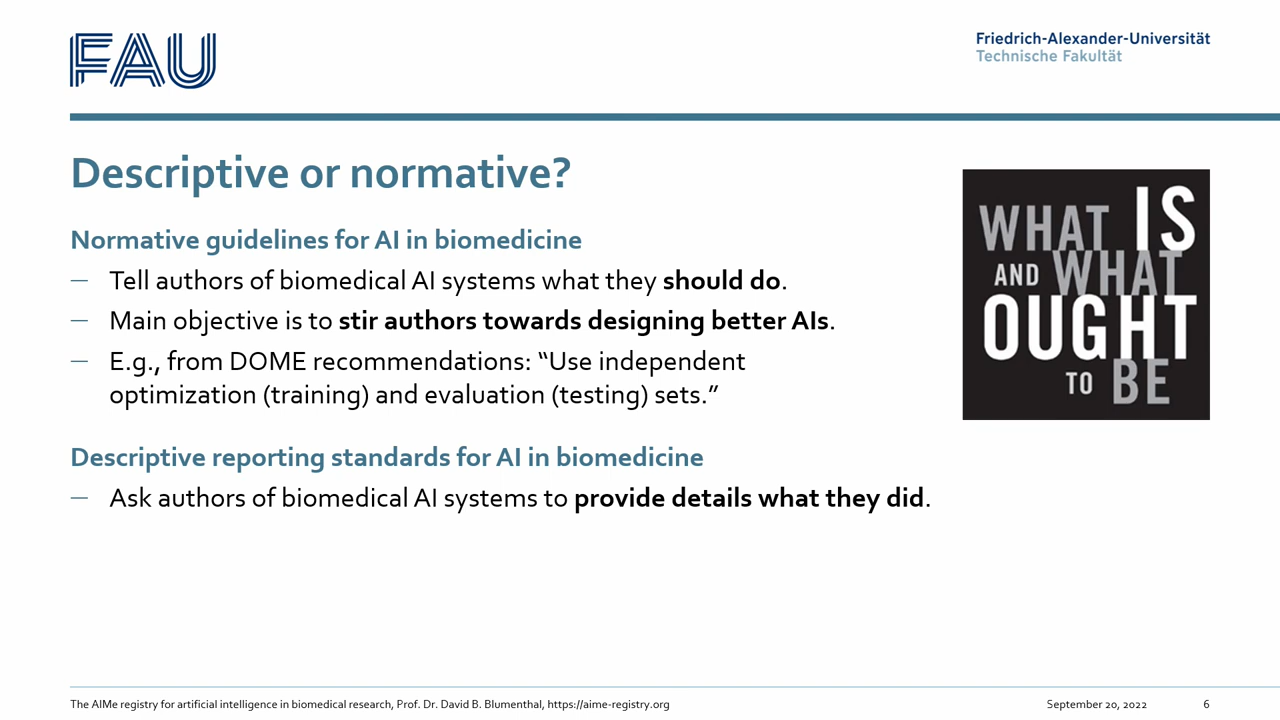 FAU
Friedrich-Alexander-Universität
Technische Fakultät
Descriptive or normative?
Normative guidelines for AI in biomedicine
— Tell authors of biomedical AI systems what they should do.
— Main objective is to stir authors towards designing better AIs.
— E.g., from DOME recommendations: “Use independent
optimization (training) and evaluation (testing) sets.”
WHAT IS
AND WHAT
OUGHT
TO BE
Descriptive reporting standards for AI in biomedicine
— Ask authors of biomedical AI systems to provide details what they did.
The AIMe registry for artificial intelligence in biomedical research, Prof. Dr. David B. Blumenthal, https://aime-registry.org
September 20, 2022
6